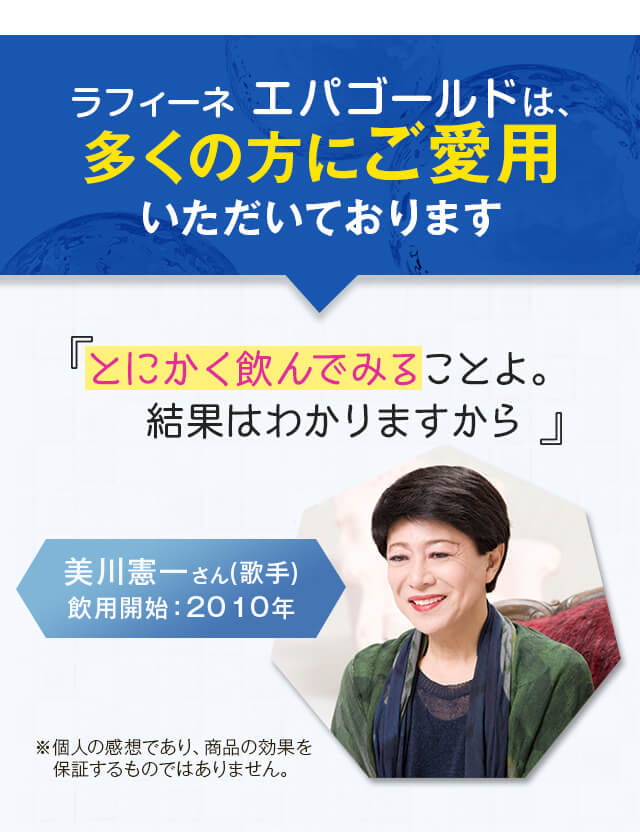 ラフィーネ エパゴールドは、
多くの方にご愛用
いただいております
『とにかく飲んでみることよ。
結果はわかりますから』
美川憲一さん(歌手)
飲用開始：2010年
※個人の感想であり、商品の効果を
保証するものではありません。